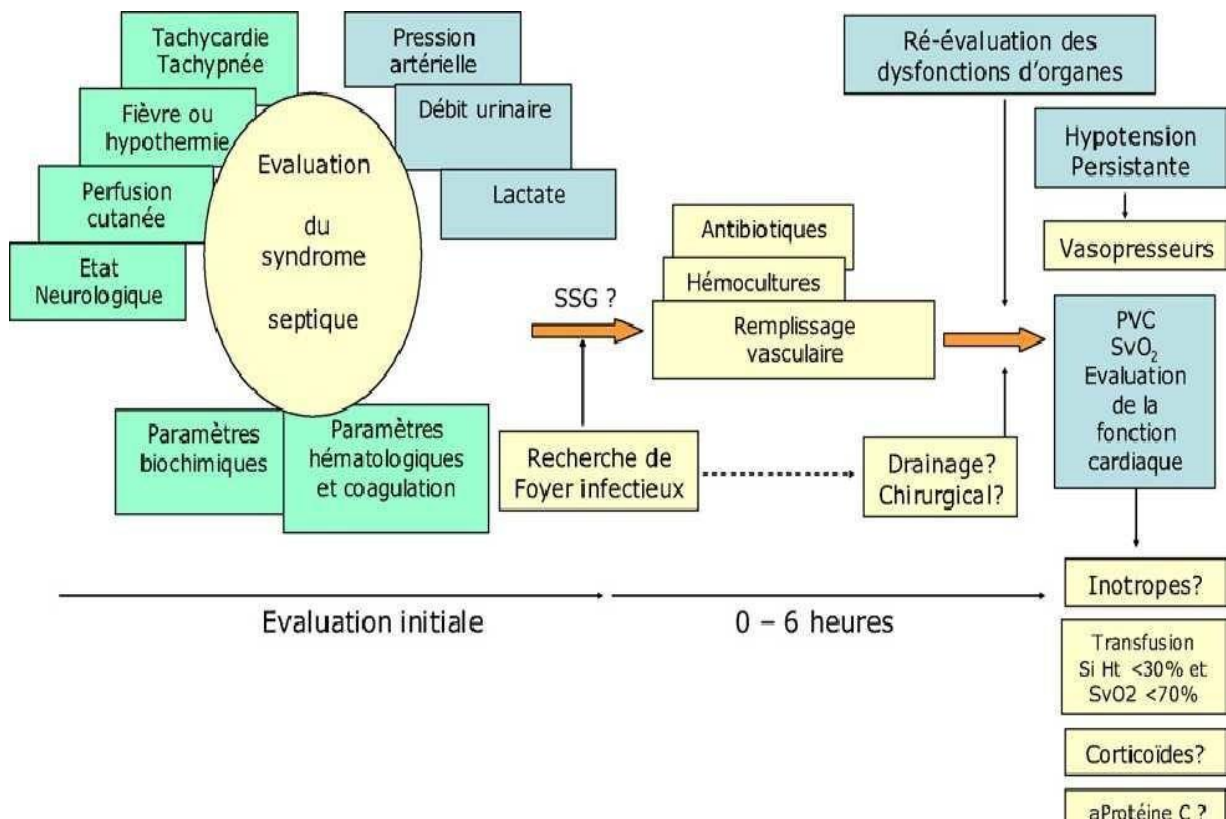 Tachycardie
Tachypnée
Fièvre ou
hypothermie
Perfusion
cutanée
Etat
Neurologique
Evaluation
du
syndrome
septique
Pression
artérielle
Débit urinaire
Lactate
Paramètres
biochimiques
Paramètres
hématologiques
et coagulation
SSG ?
Recherche de
Foyer infectieux
Antibiotiques
Hémocultures
Remplissage
vasculaire
Drainage?
Chirurgical?
Ré-évaluation des
dysfonctions d'organes
Hypotension
Persistante
Vasopresseurs
PVC
SvO₂
Evaluation
de la
fonction
cardiaque
Evaluation initiale
0 – 6 heures
Inotropes?
Transfusion
Si Ht <30% et
SvO2 <70%
Corticoïdes?
aProtéine C ?